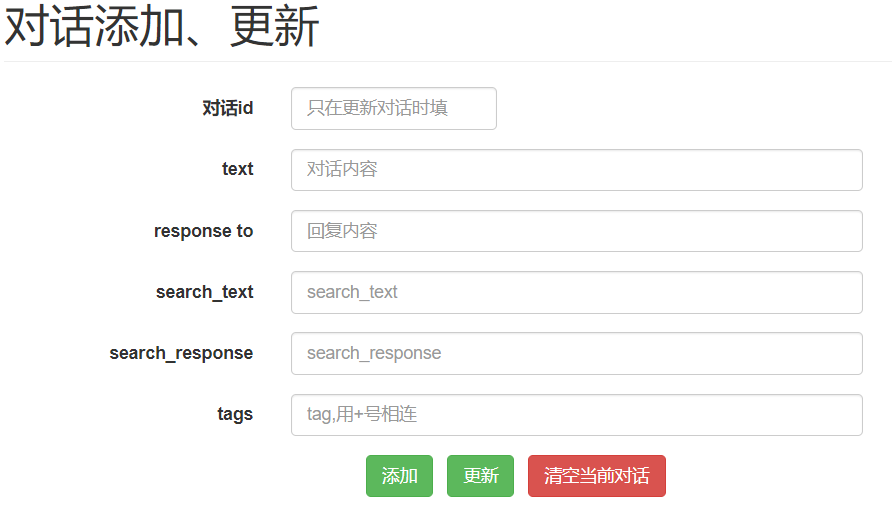 对话添加、更新
对话id 只在更新对话时填
text 对话内容
response to 回复内容
search_text search_text
search_response search_response
tags tag,用+号相连
添加 更新 清空当前对话